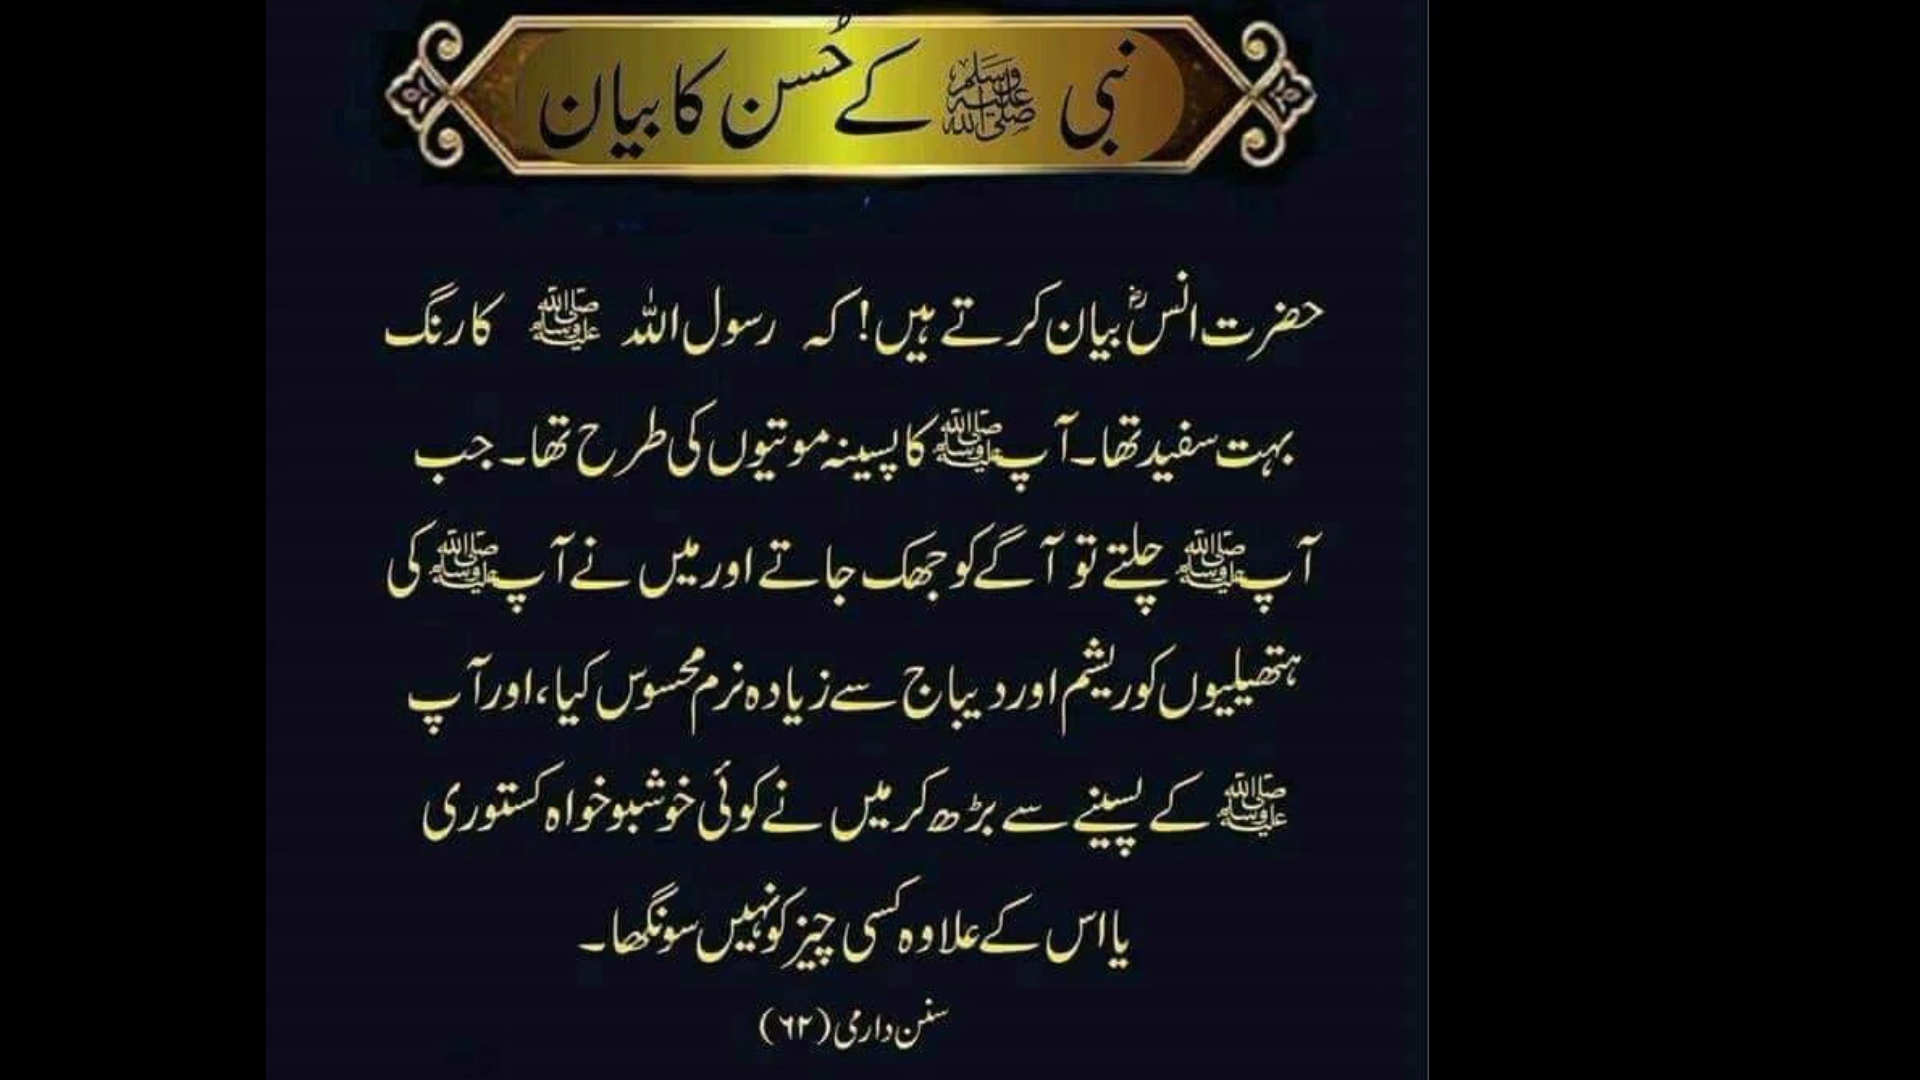 نبی ﷺ کے حُسن کا بیان
حضرت انسؓ بیان کرتے ہیں! کہ رسول اللہ ﷺ کا رنگ
بہت سفید تھا۔ آپ ﷺ کا پسینہ موتیوں کی طرح تھا۔ جب
آپ ﷺ چلتے تو آگے کو جھک جاتے اور میں نے آپ ﷺ کی
ہتھیلیوں کو ریشم اور دیباج سے زیادہ نرم محسوس کیا، اور آپ
ﷺ کے پسینے سے بڑھ کر میں نے کوئی خوشبو خواہ کستوری
یا اس کے علاوہ کسی چیز کو نہیں سونگھا۔
سنن دارمی (۶۲)